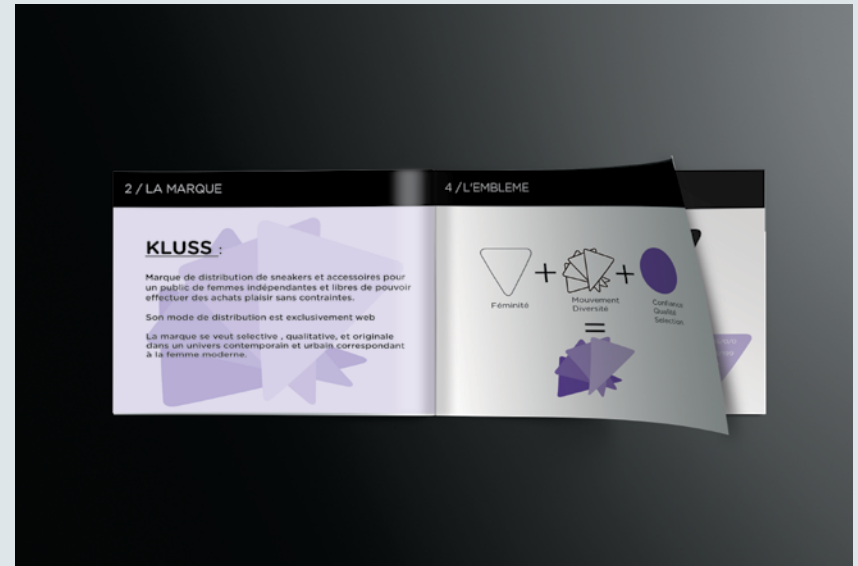 2 / LA MARQUE
KLUSS :
Marque de distribution de sneakers et accessoires pour
un public de femmes indépendantes et libres de pouvoir
effectuer des achats plaisir sans contraintes.
Son mode de distribution est exclusivement web
La marque se veut selective , qualitative, et originale
dans un univers contemporain et urbain correspondant
à la femme moderne.
4 / L'EMBLEME
+
+
Féminité
Mouvement
Diversité
Confiance
Qualité
Selection
=